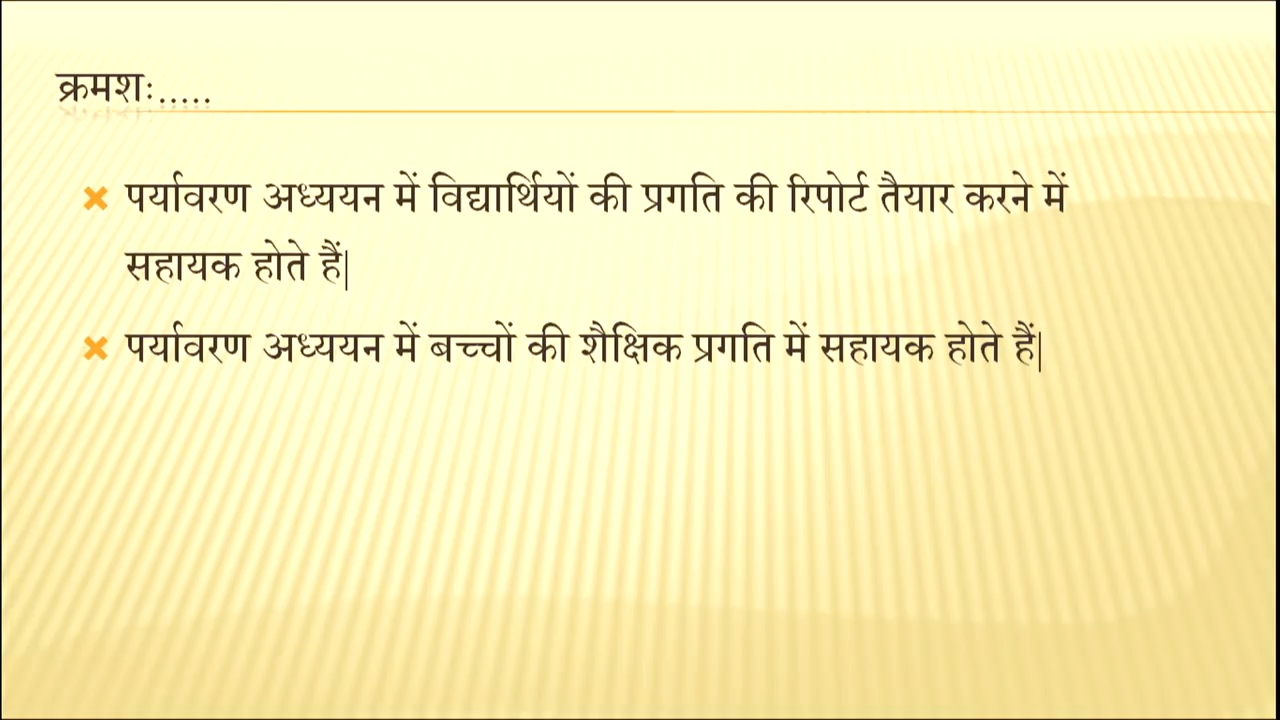 क्रमशः.....
पर्यावरण अध्ययन में विद्यार्थियों की प्रगति की रिपोर्ट तैयार करने में
सहायक होते हैं|
पर्यावरण अध्ययन में बच्चों की शैक्षिक प्रगति में सहायक होते हैं|